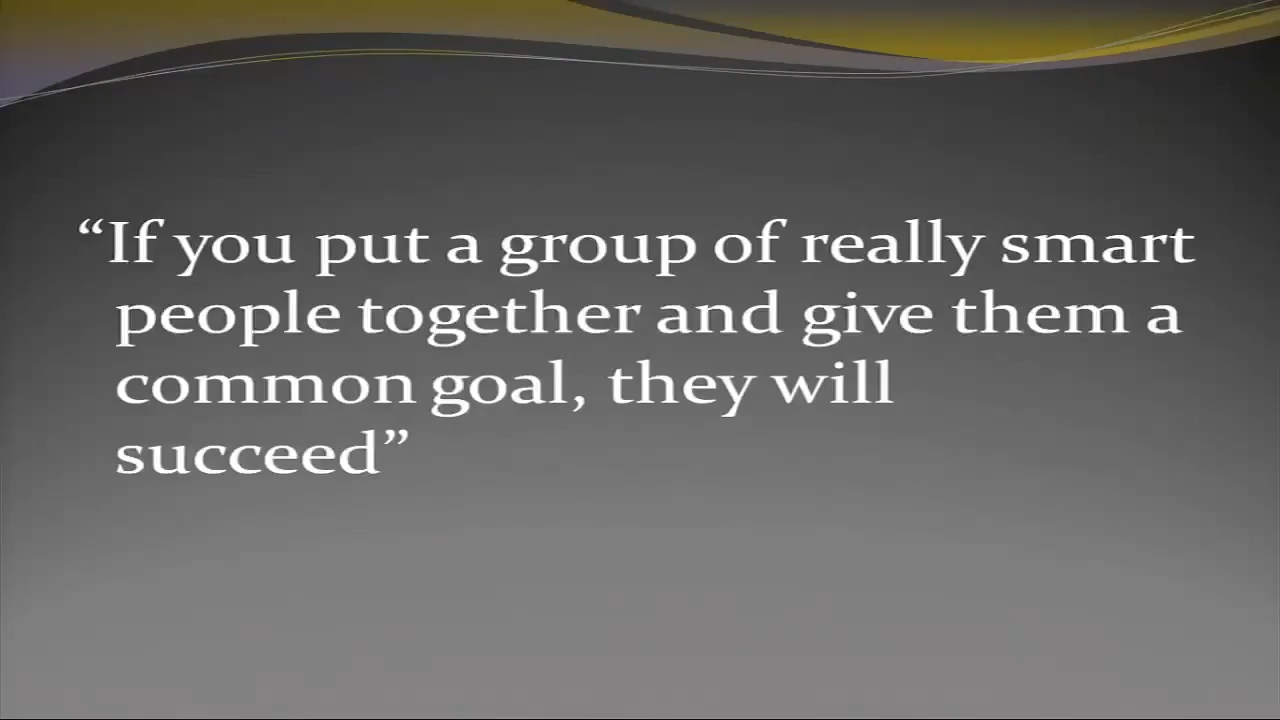 “If you put a group of really smart
people together and give them a
common goal, they will
succeed”